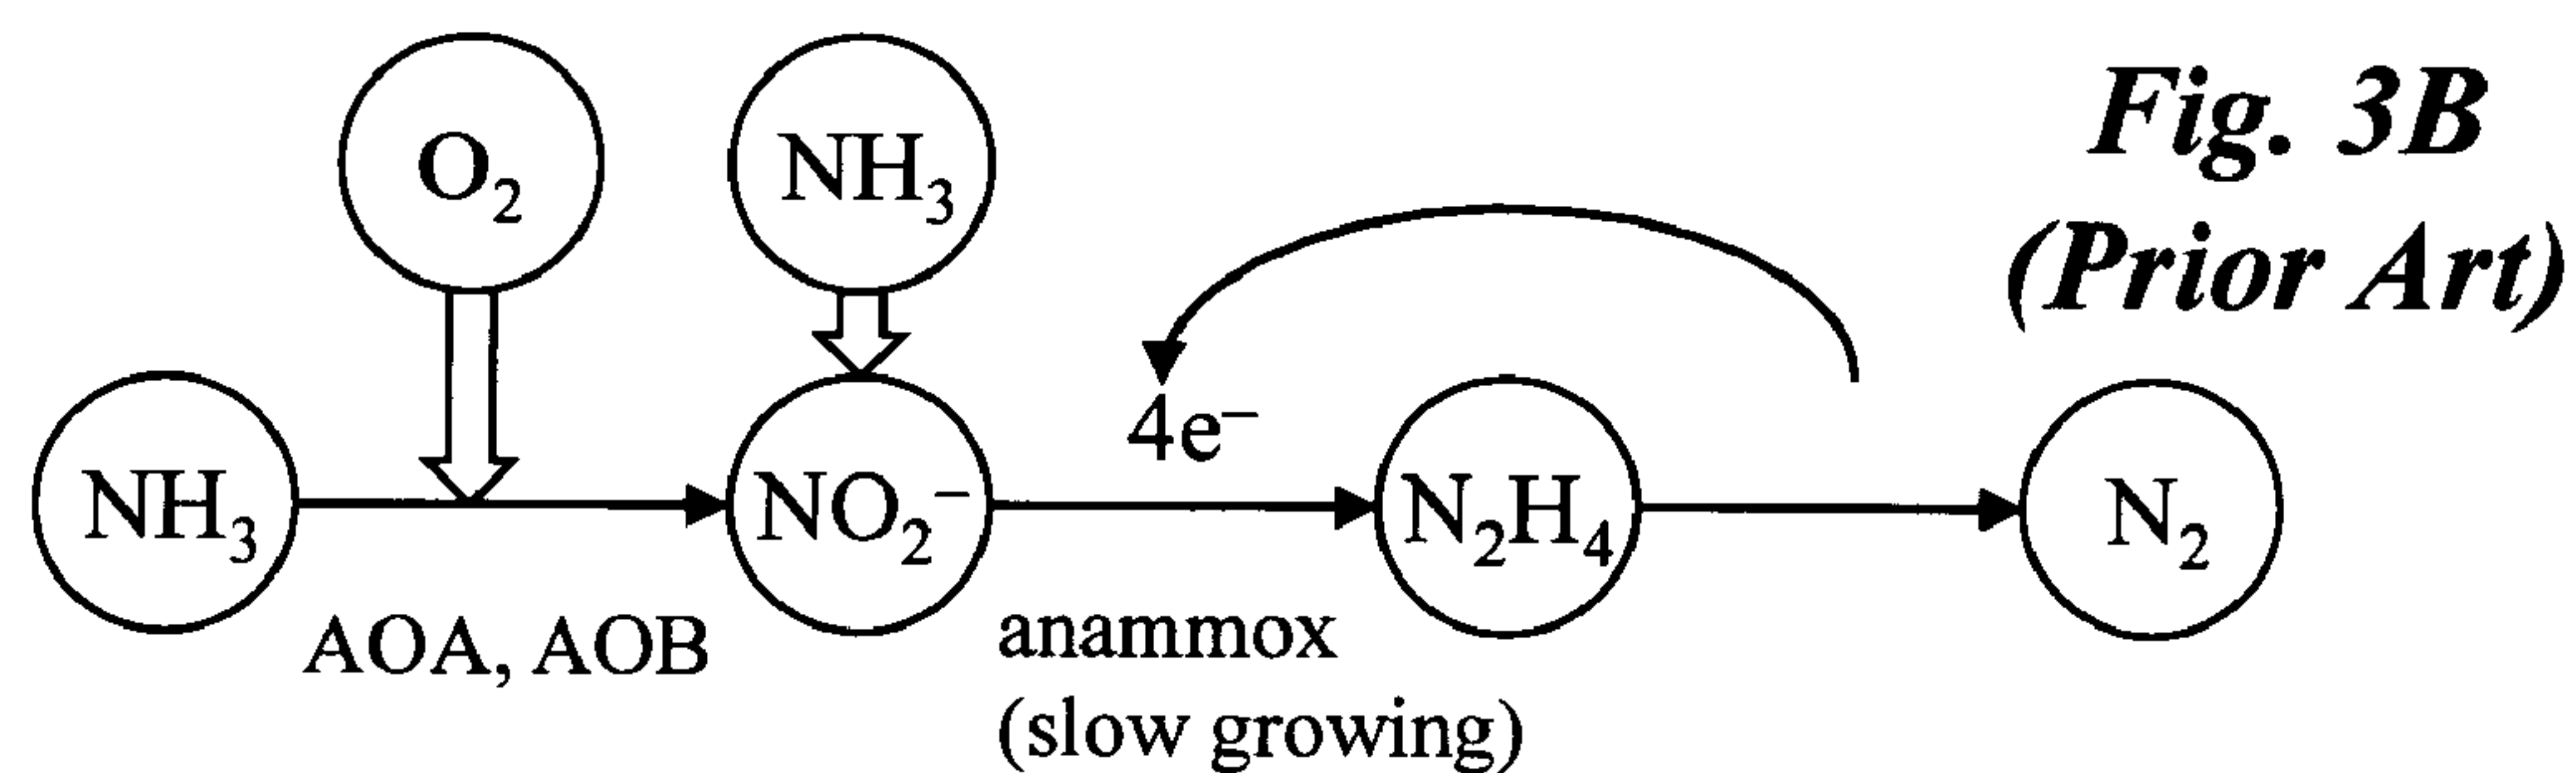 Fig. 3B
(Prior Art)
O₂
NH₃
4e⁻
NH₃
NO₂⁻
N₂H₄
N₂
AOA, AOB
anammox
(slow growing)